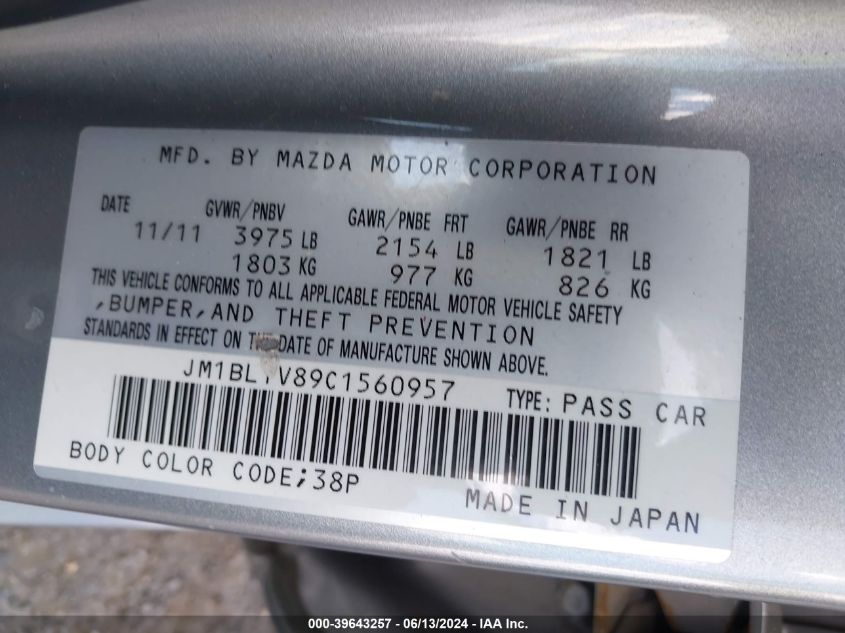 MFD. BY MAZDA MOTOR CORPORATION
DATE GVWR/PNBV GAWR/PNBE FRT GAWR/PNBE RR
11/11 3975 LB 2154 LB 1821 LB
1803 KG 977 KG 826 KG
THIS VEHICLE CONFORMS TO ALL APPLICABLE FEDERAL MOTOR VEHICLE SAFETY
,BUMPER,AND THEFT PREVENTION
STANDARDS IN EFFECT ON THE DATE OF MANUFACTURE SHOWN ABOVE.
TYPE: PASS CAR
BODY COLOR CODE;38P
MADE IN JAPAN
000-39643257 - 06/13/2024 - IAA Inc.